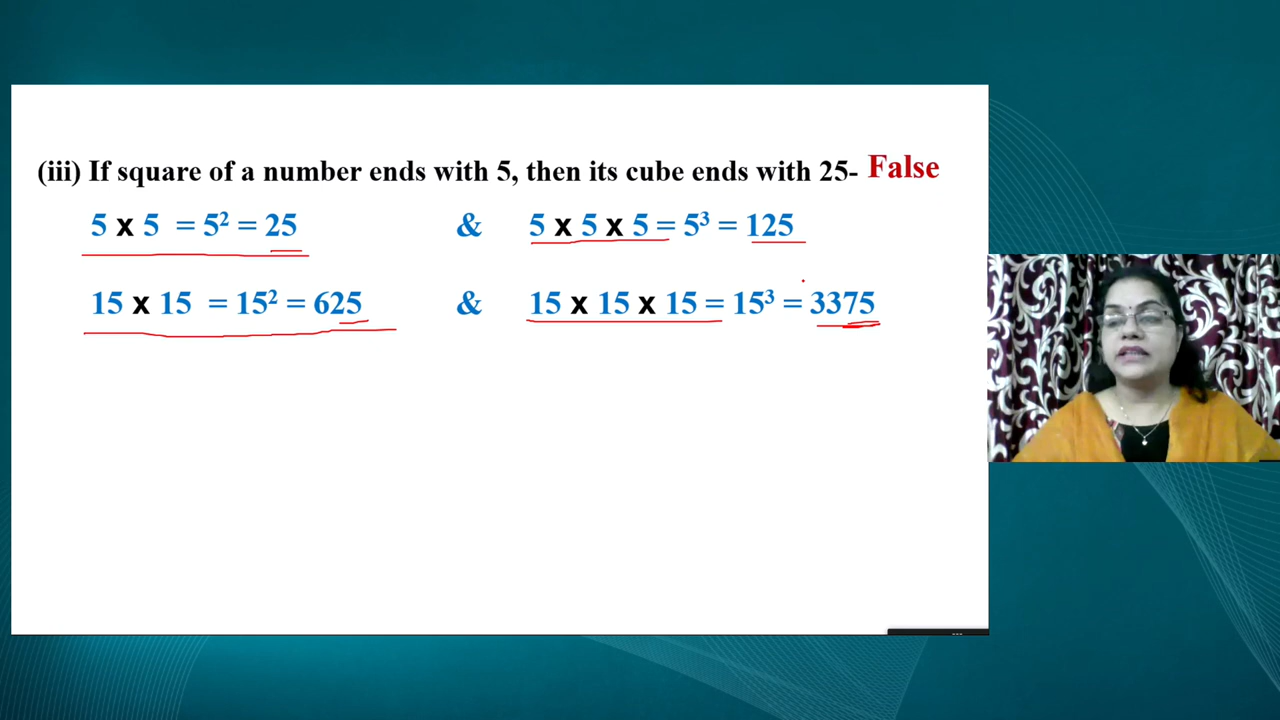 (iii) If square of a number ends with 5, then its cube ends with 25- False
5 x 5 = 5² = 25 & 5 x 5 x 5 = 5³ = 125
15 x 15 = 15² = 625 & 15 x 15 x 15 = 15³ = 3375